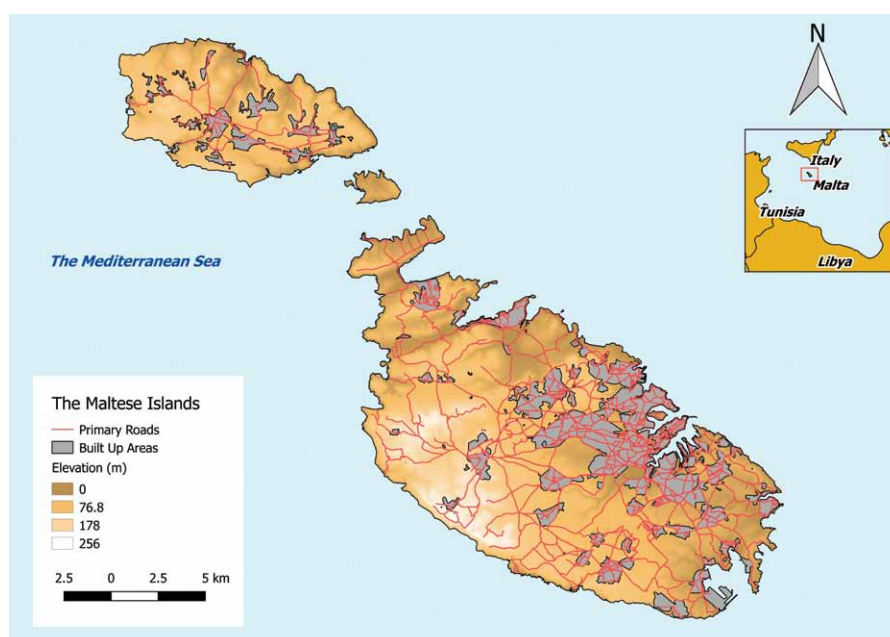 N
Italy
Malta
Tunisia
Libya
The Mediterranean Sea
The Maltese Islands
Primary Roads
Built Up Areas
Elevation (m)
0
76.8
178
256
2.5 0 2.5 5 km